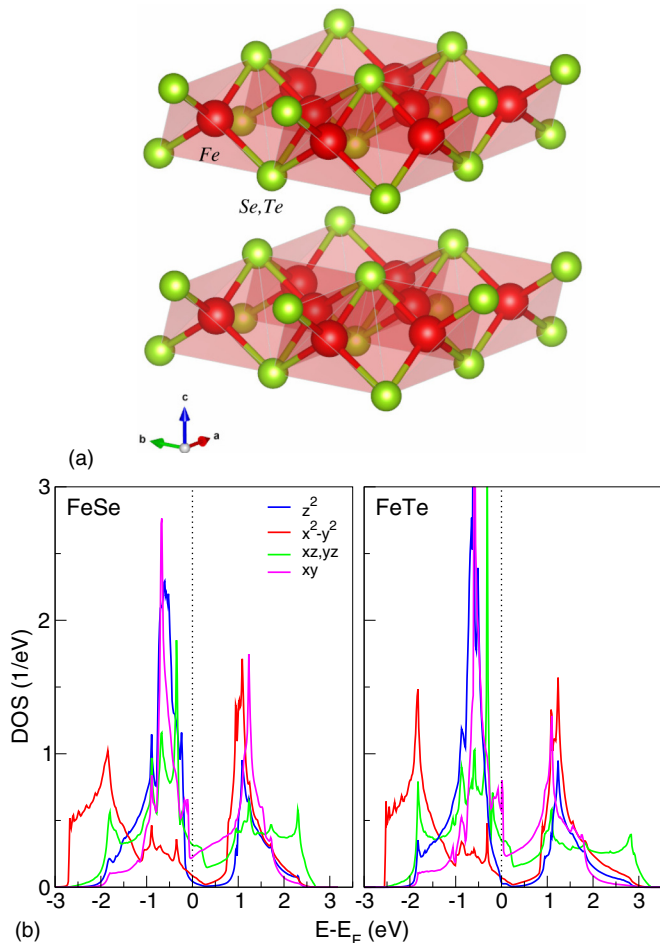 Fe
Se,Te
c
b
a
(a)
3
FeSe
FeTe
z²
x²-y²
xz,yz
xy
2
DOS (1/eV)
1
0
-3 -2 -1 0 1 2 -3 -2 -1 0 1 2 3
(b)
E-E_F (eV)